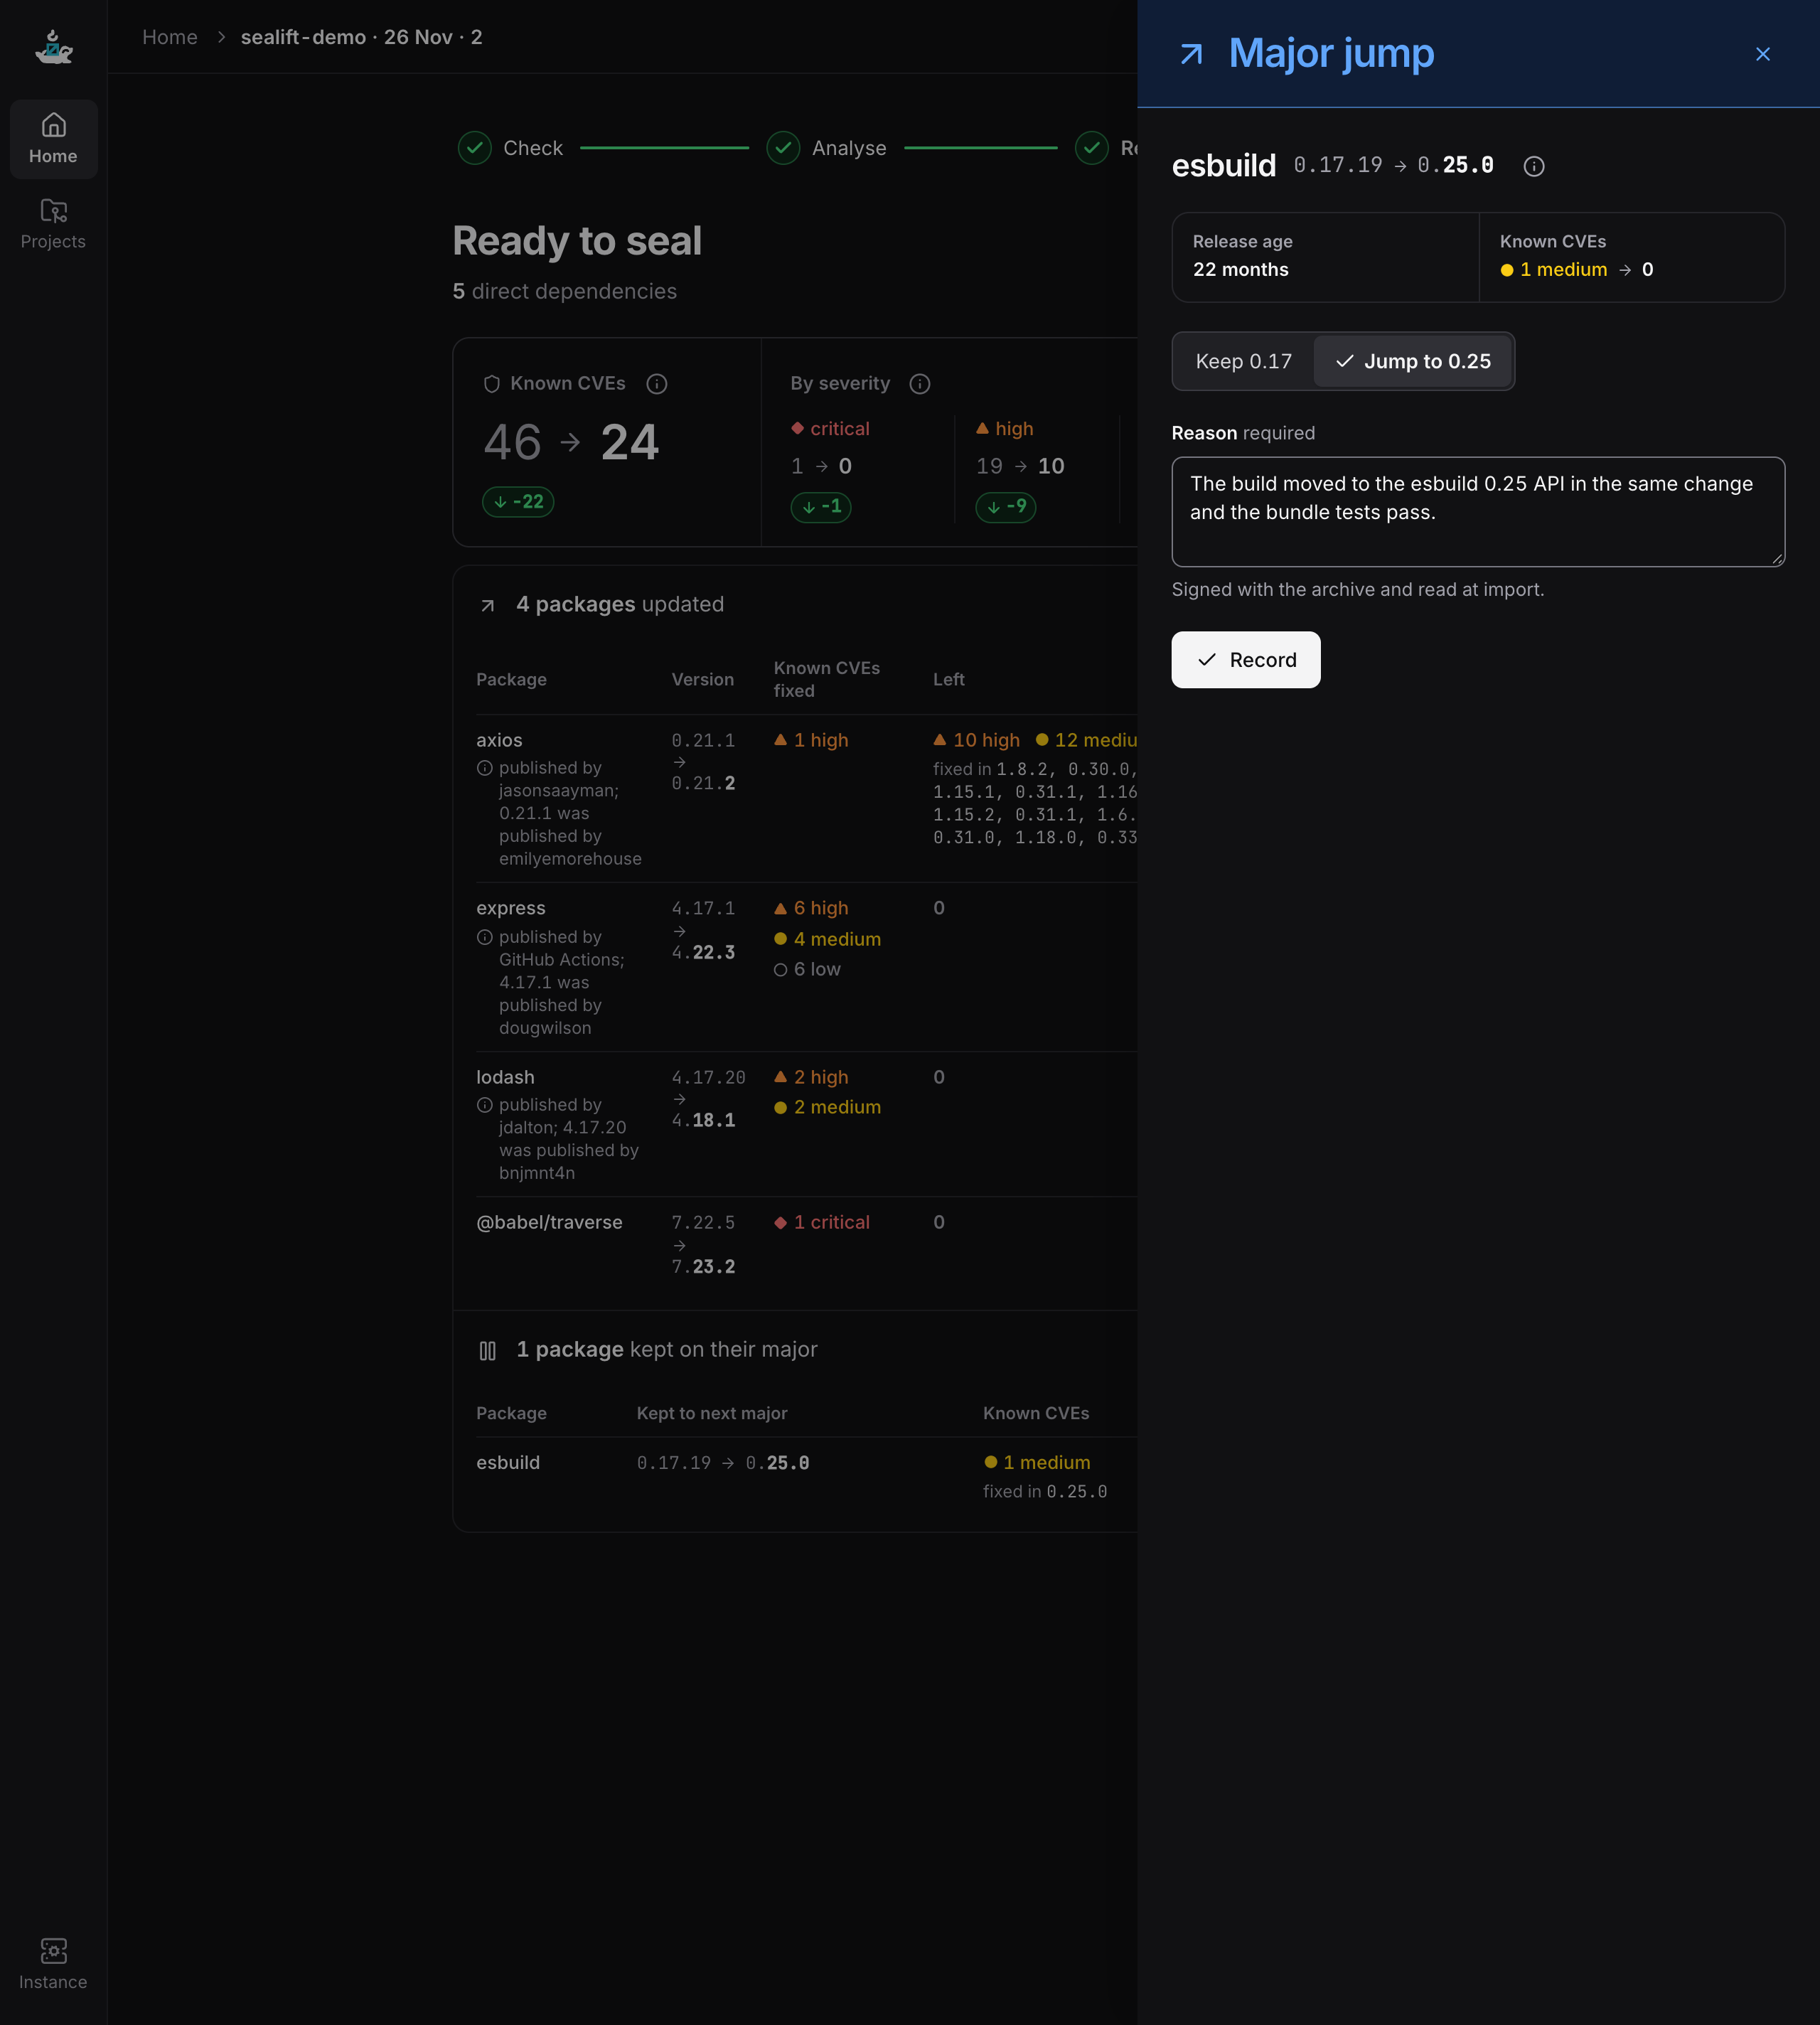 Home > sealift-demo · 26 Nov · 2
Home
Projects
Instance
Check
Analyse
Ready to seal
5 direct dependencies
Known CVEs
46 → 24
↓ -22
By severity
critical
1 → 0
↓ -1
high
19 → 10
↓ -9
4 packages updated
Package Version Known CVEs fixed Left
axios
published by
jasonsaayman;
0.21.1 was
published by
emilyemorehouse
0.21.1
→
0.21.2
1 high
10 high
12
fixed in 1.8.2, 0.30.0,
1.15.1, 0.31.1, 1.16
1.15.2, 0.31.1, 1.6.
0.31.0, 1.18.0, 0.33
express
published by
GitHub Actions;
4.17.1 was
published by
dougwilson
4.17.1
→
4.22.3
6 high
4 medium
6 low
0
lodash
published by
jdalton; 4.17.20
was published by
bnjmnt4n
4.17.20
→
4.18.1
2 high
2 medium
0
@babel/traverse
7.22.5
→
7.23.2
1 critical
0
1 package kept on their major
Package Kept to next major Known CVEs
esbuild 0.17.19 → 0.25.0 1 medium
fixed in 0.25.0
Major jump
esbuild 0.17.19 → 0.25.0
Release age
22 months
Known CVEs
1 medium → 0
Keep 0.17
Jump to 0.25
Reason required
The build moved to the esbuild 0.25 API in the same change
and the bundle tests pass.
Signed with the archive and read at import.
Record